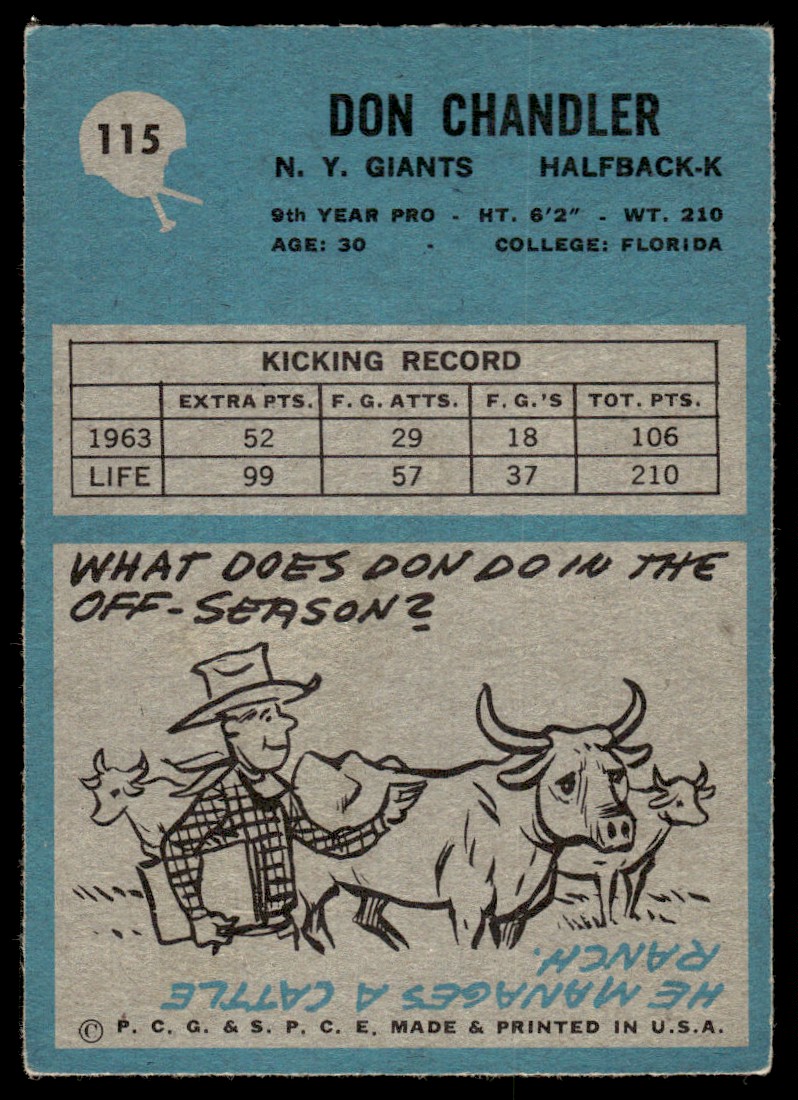 115
DON CHANDLER
N. Y. GIANTS HALFBACK-K
9th YEAR PRO - HT. 6'2" - WT. 210
AGE: 30 - COLLEGE: FLORIDA
KICKING RECORD
EXTRA PTS. F. G. ATTS. F. G.'S TOT. PTS.
1963 52 29 18 106
LIFE 99 57 37 210
WHAT DOES DON DO IN THE
OFF-SEASON?
HE MANAGES A CATTLE
RANCH.
© P. C. G. & S. P. C. E. MADE & PRINTED IN U.S.A.